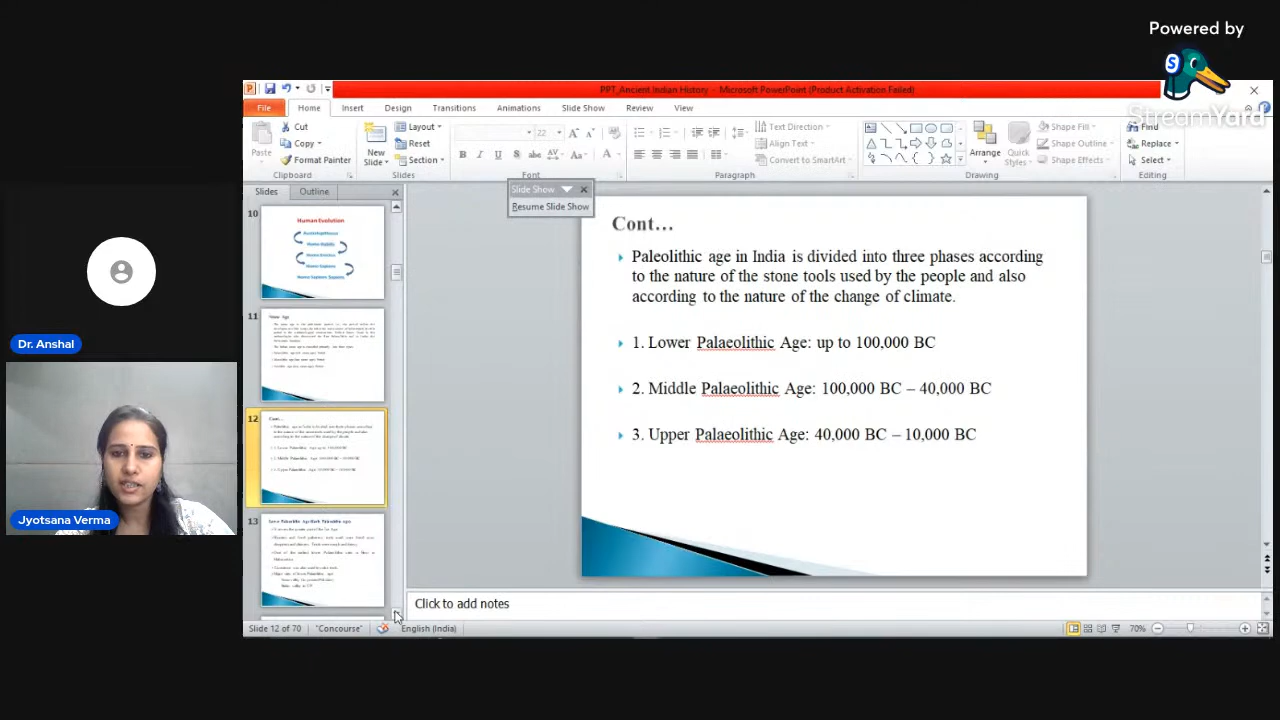 Powered by
StreamYard
PPT_Ancient Indian History - Microsoft PowerPoint (Product Activation Failed)
File Home Insert Design Transitions Animations Slide Show Review View
Cut
Copy
Format Painter
Paste
Clipboard
New
Slide
Layout
Reset
Section
Slides
22
Font
Text Direction
Align Text
Convert to SmartArt
Paragraph
Arrange
Quick
Styles
Shape Fill
Shape Outline
Shape Effects
Drawing
Find
Replace
Select
Editing
Slide Show
Resume Slide Show
Slides Outline
10
Human Evolution
11
12
Cont...
13
Cont…
Paleolithic age in india is divided into three phases according
to the nature of the stone tools used by the people and also
according to the nature of the change of climate.
1. Lower Palaeolithic Age: up to 100,000 BC
2. Middle Palaeolithic Age: 100,000 BC – 40,000 BC
3. Upper Palaeolithic Age: 40,000 BC – 10,000 BC
Click to add notes
Slide 12 of 70 "Concourse" English (India) 70%
Dr. Anshal
Jyotsana Verma